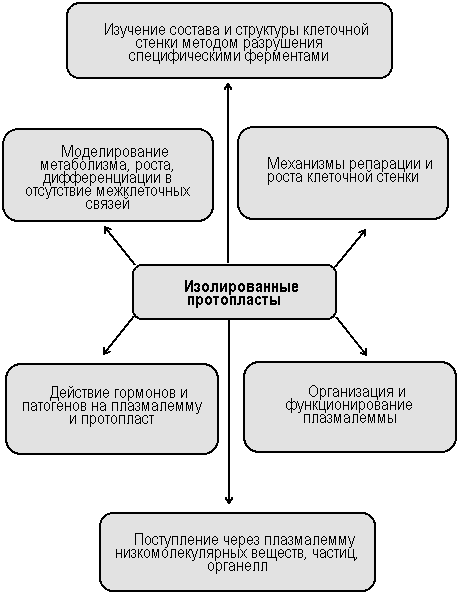 Изучение состава и структуры клеточной
стенки методом разрушения
специфическими ферментами
Моделирование
метаболизма, роста,
дифференциации в
отсутствие межклеточных
связей
Механизмы репарации и
роста клеточной стенки
Изолированные
протопласты
Действие гормонов и
патогенов на плазмалемму
и протопласт
Организация и
функционирование
плазмалеммы
Поступление через плазмалемму
низкомолекулярных веществ, частиц,
органелл